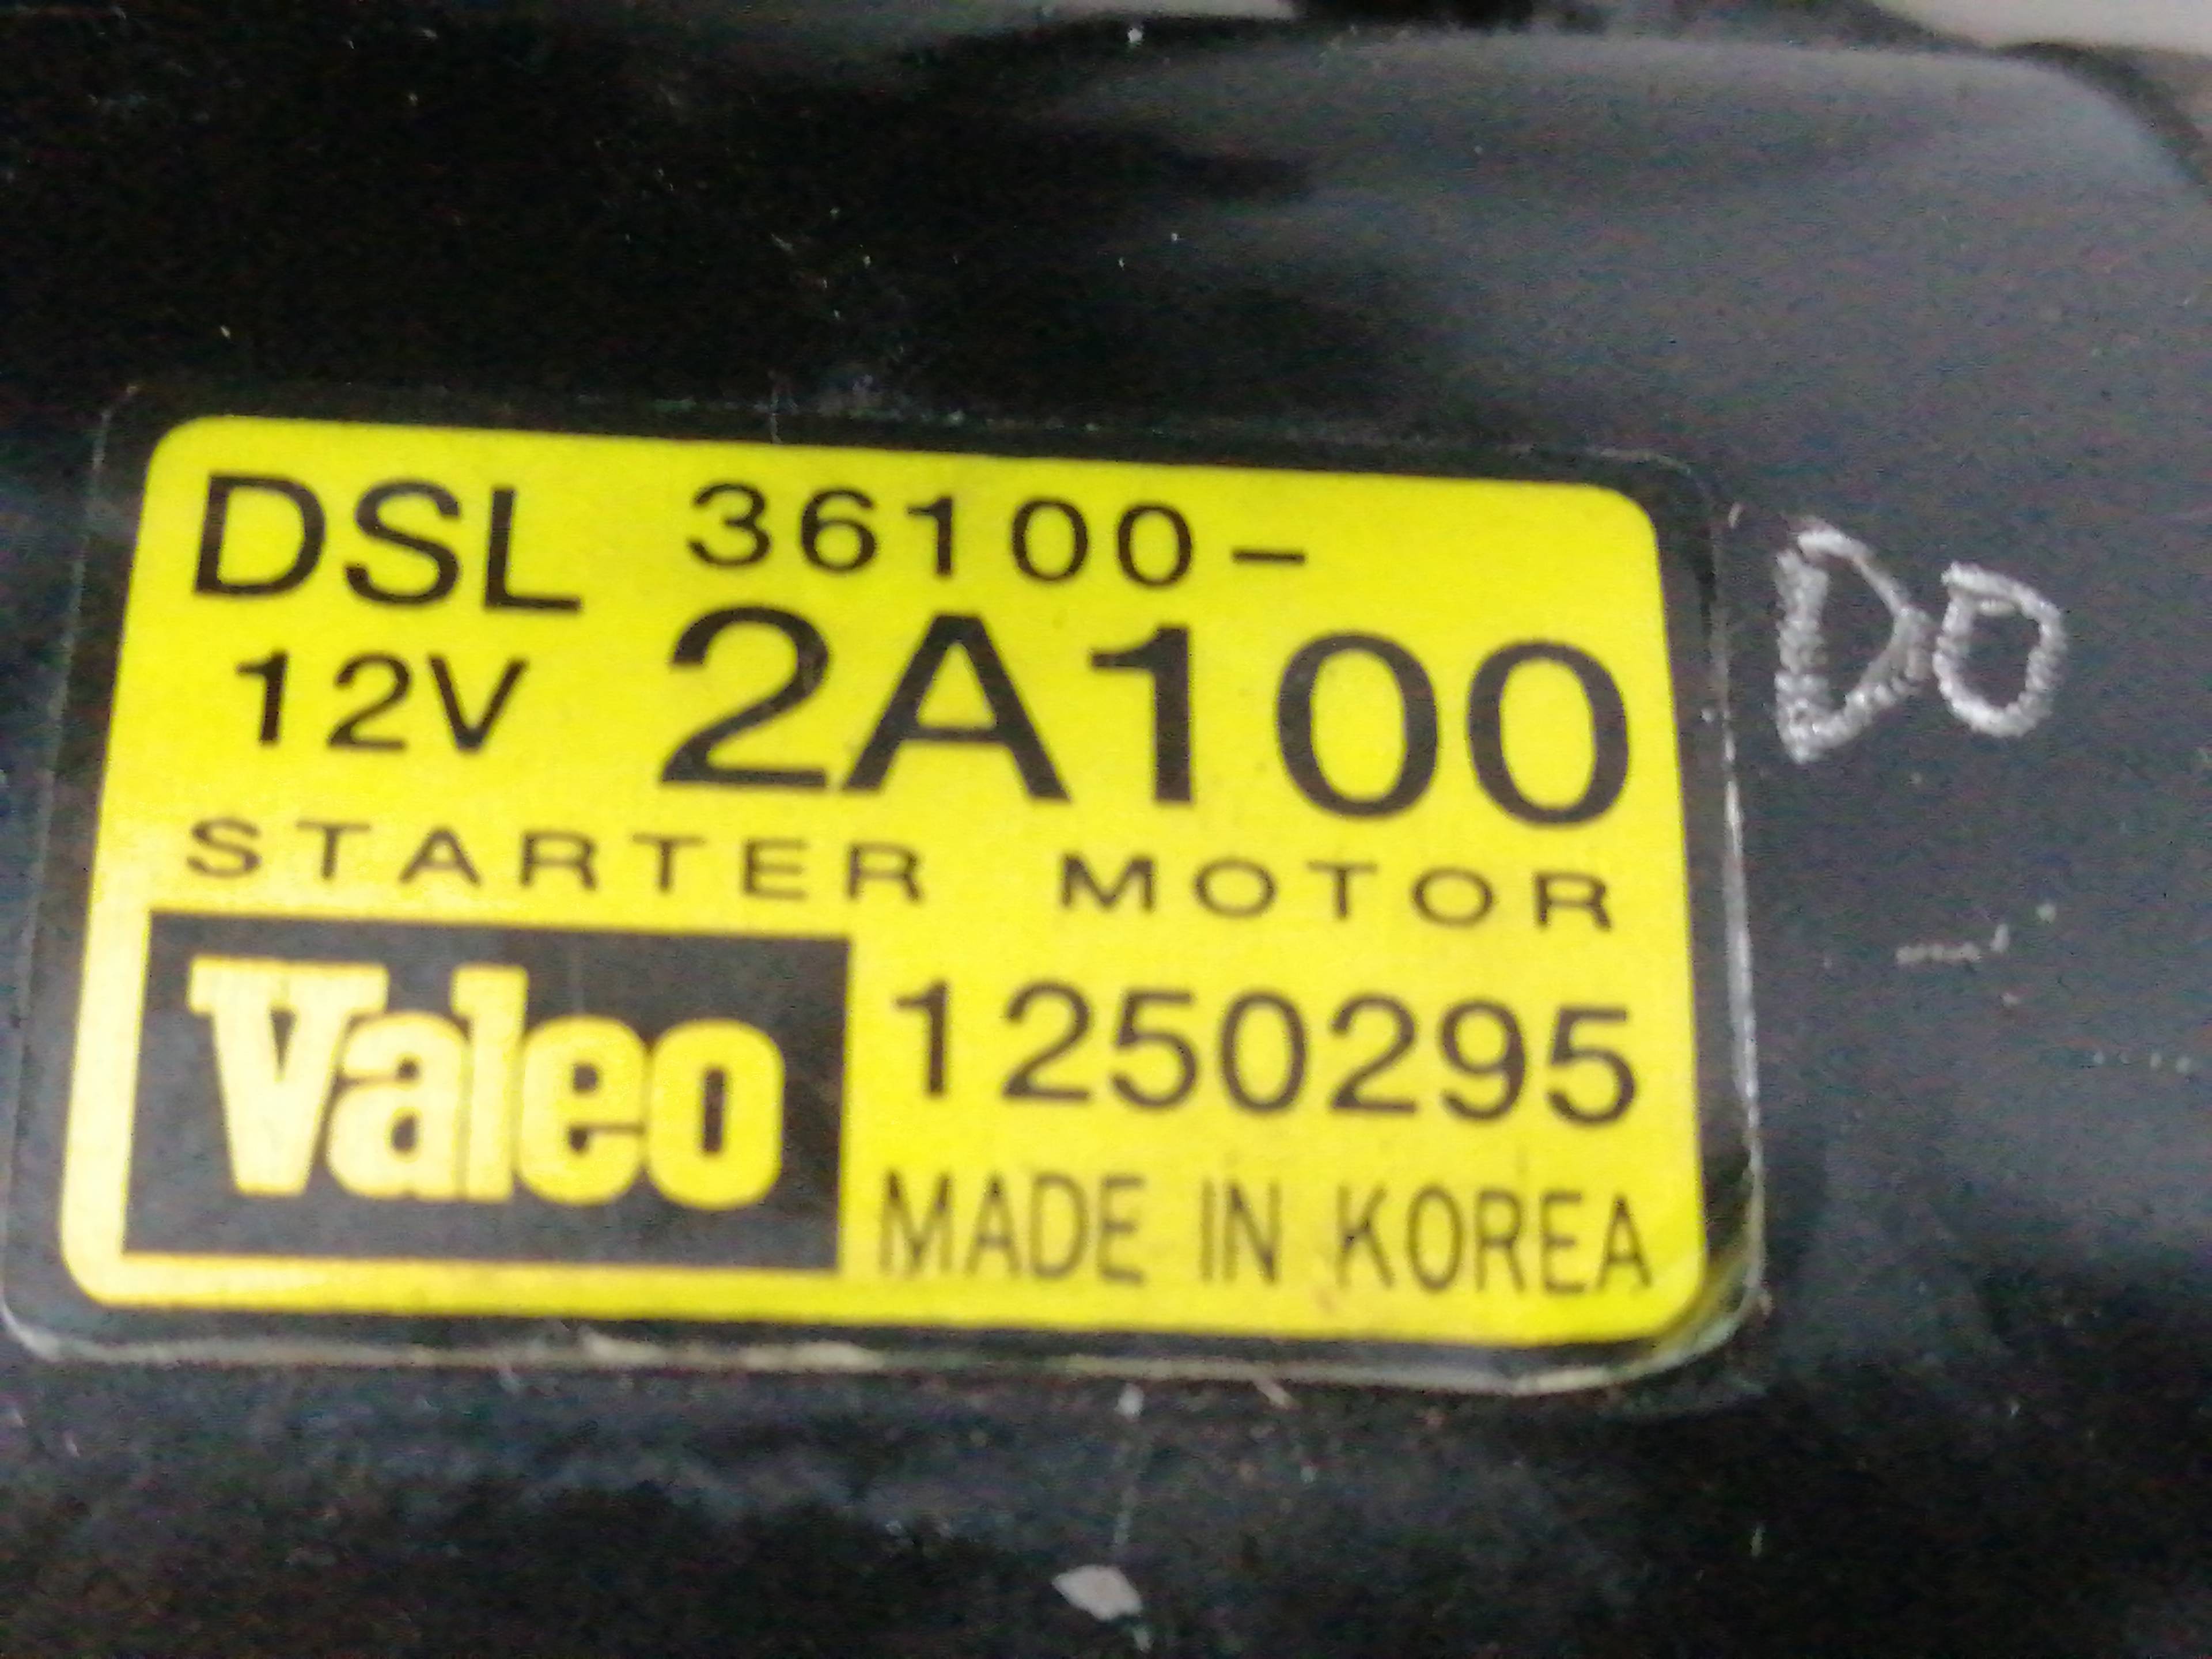 DSL 36100-
12V 2A100
STARTER MOTOR
Valeo 1250295
MADE IN KOREA
DO